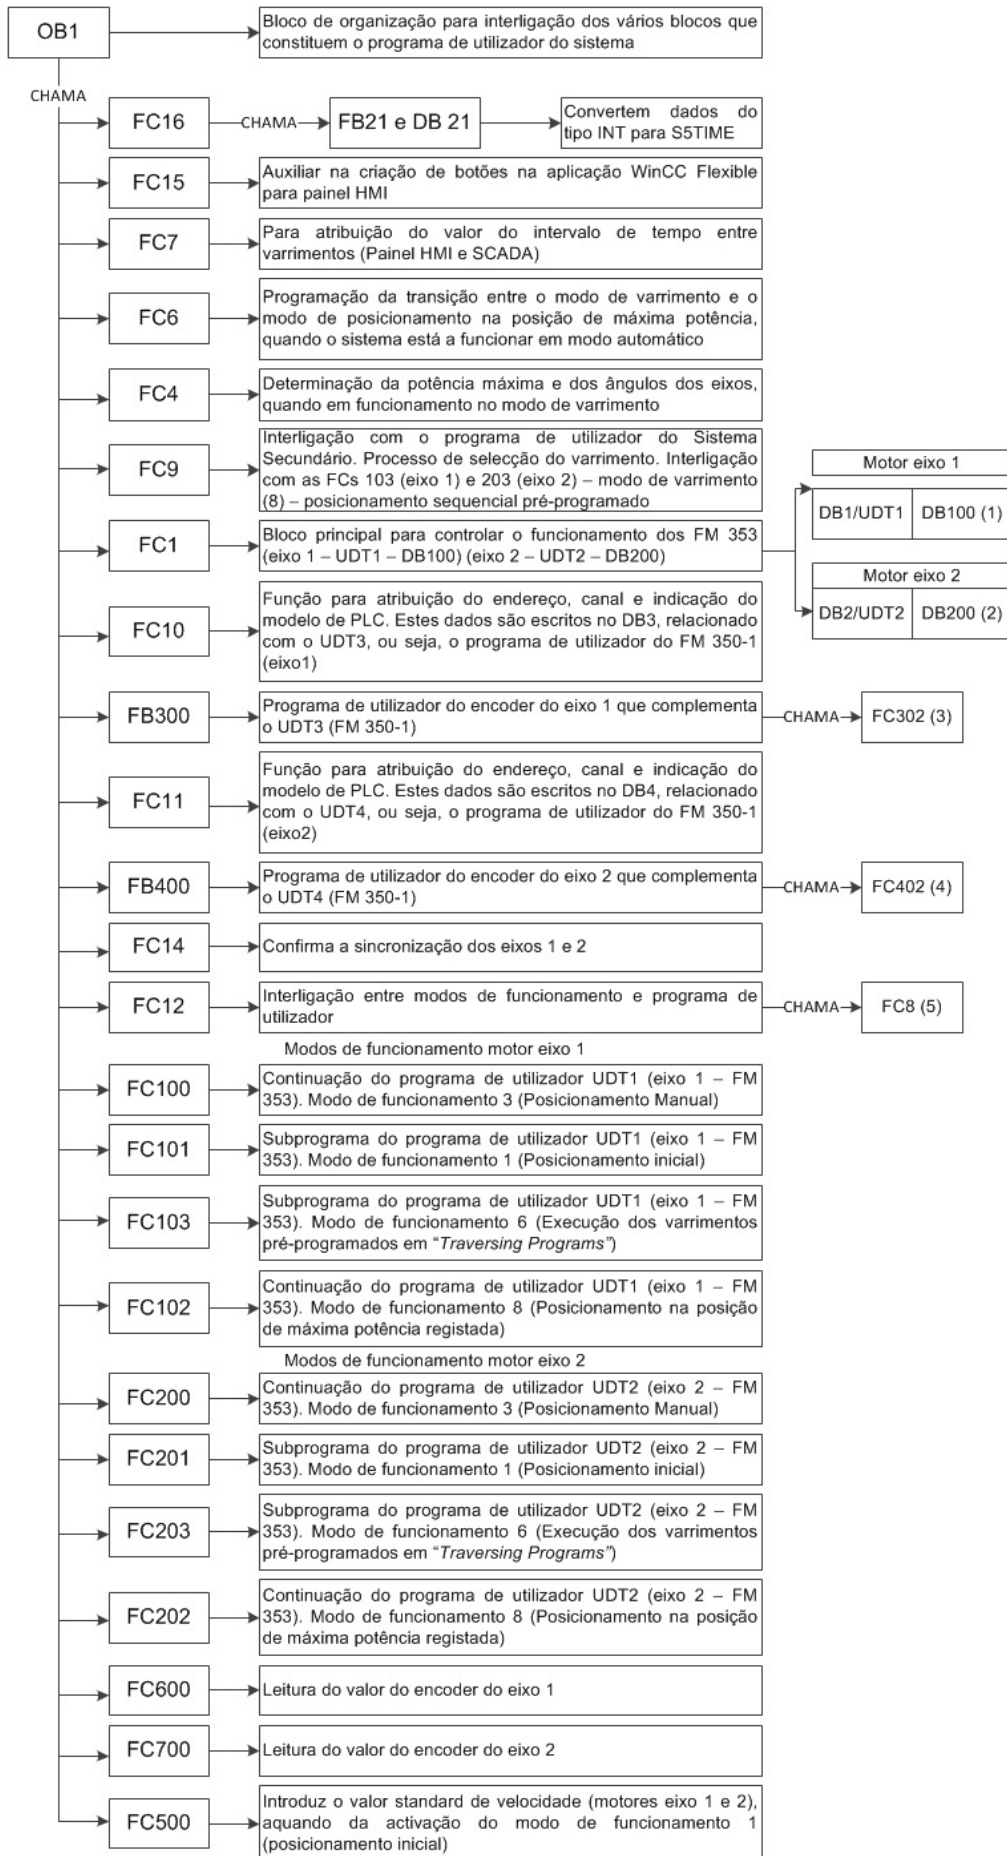 OB1
Bloco de organização para interligação dos vários blocos que
constituem o programa de utilizador do sistema
CHAMA
FC16
CHAMA
FB21 e DB 21
Convertem dados do
tipo INT para S5TIME
FC15
Auxiliar na criação de botões na aplicação WinCC Flexible
para painel HMI
FC7
Para atribuição do valor do intervalo de tempo entre
varrimentos (Painel HMI e SCADA)
FC6
Programação da transição entre o modo de varrimento e o
modo de posicionamento na posição de máxima potência,
quando o sistema está a funcionar em modo automático
FC4
Determinação da potência máxima e dos ângulos dos eixos,
quando em funcionamento no modo de varrimento
FC9
Interligação com o programa de utilizador do Sistema
Secundário. Processo de selecção do varrimento. Interligação
com as FCs 103 (eixo 1) e 203 (eixo 2) – modo de varrimento
(8) – posicionamento sequencial pré-programado
FC1
Bloco principal para controlar o funcionamento dos FM 353
(eixo 1 – UDT1 – DB100) (eixo 2 – UDT2 – DB200)
Motor eixo 1
DB1/UDT1
DB100 (1)
Motor eixo 2
DB2/UDT2
DB200 (2)
FC10
Função para atribuição do endereço, canal e indicação do
modelo de PLC. Estes dados são escritos no DB3, relacionado
com o UDT3, ou seja, o programa de utilizador do FM 350-1
(eixo1)
FB300
Programa de utilizador do encoder do eixo 1 que complementa
o UDT3 (FM 350-1)
CHAMA
FC302 (3)
FC11
Função para atribuição do endereço, canal e indicação do
modelo de PLC. Estes dados são escritos no DB4, relacionado
com o UDT4, ou seja, o programa de utilizador do FM 350-1
(eixo2)
FB400
Programa de utilizador do encoder do eixo 2 que complementa
o UDT4 (FM 350-1)
CHAMA
FC402 (4)
FC14
Confirma a sincronização dos eixos 1 e 2
FC12
Interligação entre modos de funcionamento e programa de
utilizador
CHAMA
FC8 (5)
Modos de funcionamento motor eixo 1
FC100
Continuação do programa de utilizador UDT1 (eixo 1 – FM
353). Modo de funcionamento 3 (Posicionamento Manual)
FC101
Subprograma do programa de utilizador UDT1 (eixo 1 – FM
353). Modo de funcionamento 1 (Posicionamento inicial)
FC103
Subprograma do programa de utilizador UDT1 (eixo 1 – FM
353). Modo de funcionamento 6 (Execução dos varrimentos
pré-programados em “Traversing Programs”)
FC102
Continuação do programa de utilizador UDT1 (eixo 1 – FM
353). Modo de funcionamento 8 (Posicionamento na posição
de máxima potência registada)
Modos de funcionamento motor eixo 2
FC200
Continuação do programa de utilizador UDT2 (eixo 2 – FM
353). Modo de funcionamento 3 (Posicionamento Manual)
FC201
Subprograma do programa de utilizador UDT2 (eixo 2 – FM
353). Modo de funcionamento 1 (Posicionamento inicial)
FC203
Subprograma do programa de utilizador UDT2 (eixo 2 – FM
353). Modo de funcionamento 6 (Execução dos varrimentos
pré-programados em “Traversing Programs”)
FC202
Continuação do programa de utilizador UDT2 (eixo 2 – FM
353). Modo de funcionamento 8 (Posicionamento na posição
de máxima potência registada)
FC600
Leitura do valor do encoder do eixo 1
FC700
Leitura do valor do encoder do eixo 2
FC500
Introduz o valor standard de velocidade (motores eixo 1 e 2),
aquando da activação do modo de funcionamento 1
(posicionamento inicial)